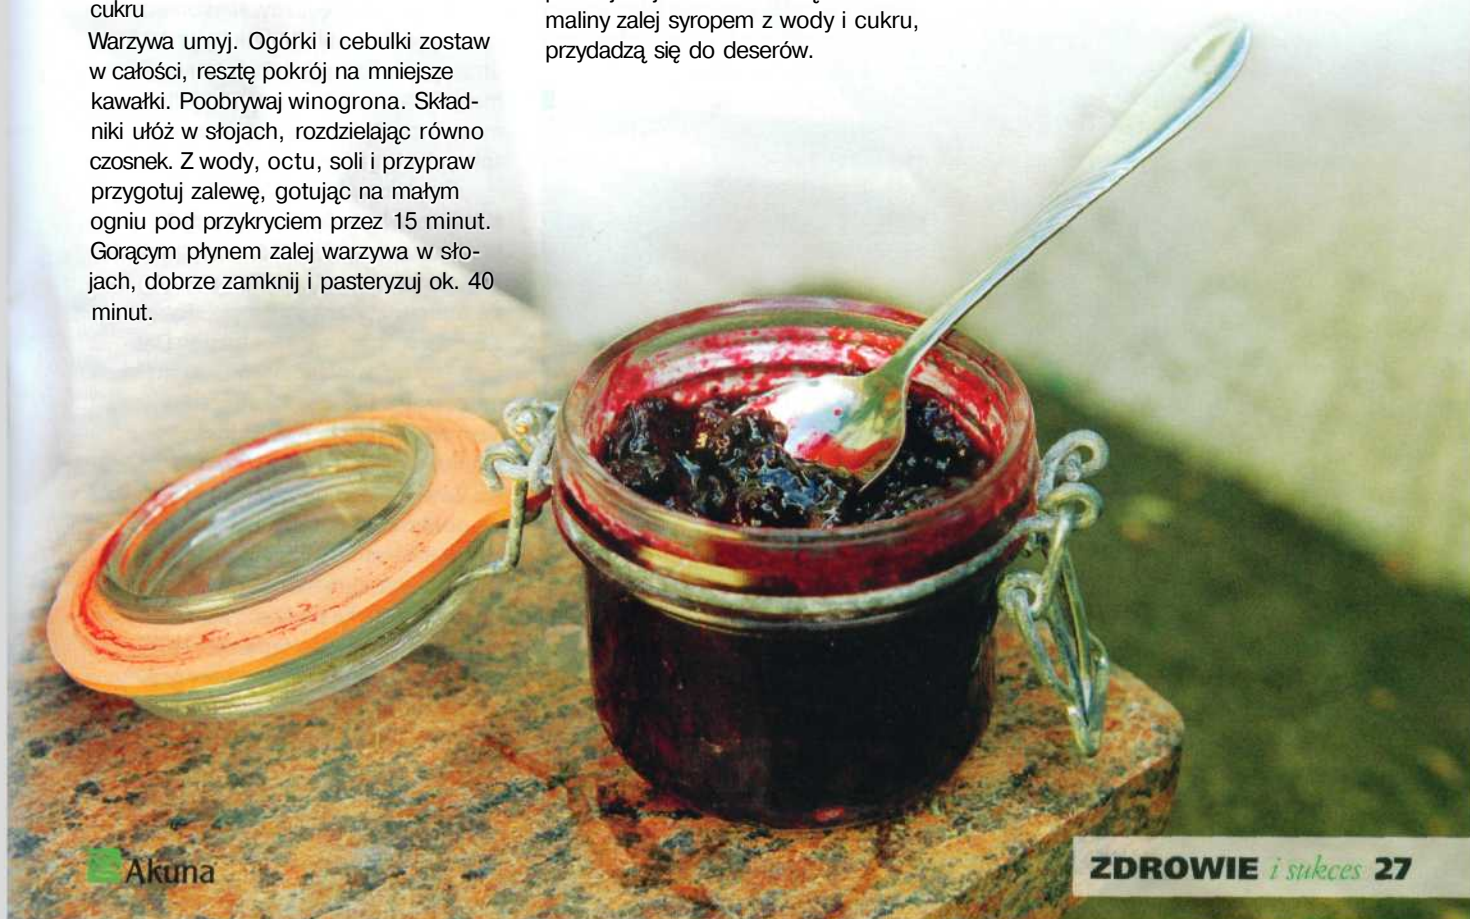 cukru
Warzywa umyj. Ogórki i cebulki zostaw
w całości, resztę pokrój na mniejsze
kawałki. Poobrywaj winogrona. Skład-
niki ułóż w słojach, rozdzielając równo
czosnek. Z wody, octu, soli i przypraw
przygotuj zalewę, gotując na małym
ogniu pod przykryciem przez 15 minut.
Gorącym płynem zalej warzywa w sło-
jach, dobrze zamknij i pasteryzuj ok. 40
minut.
maliny zalej syropem z wody i cukru,
przydadzą się do deserów.
Akuna
ZDROWIE i sukces 27